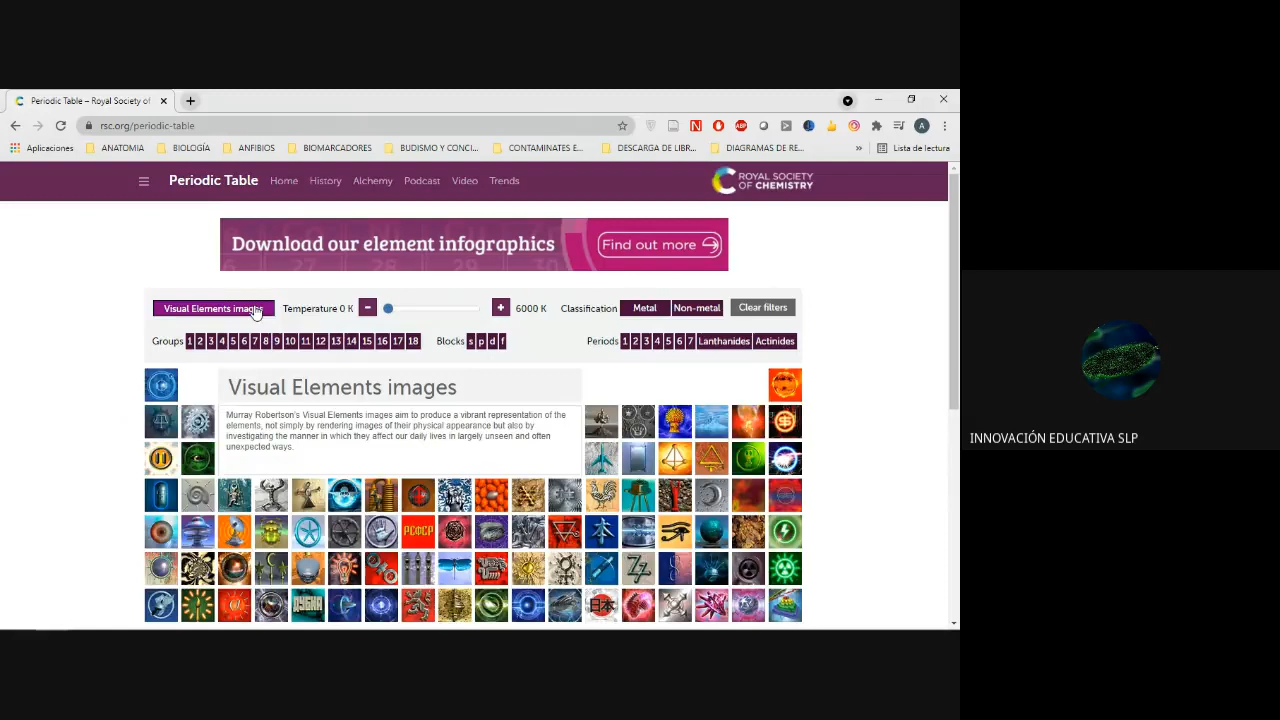 Periodic Table – Royal Society of
rsc.org/periodic-table
Aplicaciones ANATOMIA BIOLOGÍA ANFIBIOS BIOMARCADORES BUDISMO Y CONCI... CONTAMINATES E... DESCARGA DE LIBR... DIAGRAMAS DE RE... » Lista de lectura
Periodic Table Home History Alchemy Podcast Video Trends ROYAL SOCIETY
OF CHEMISTRY
Download our element infographics Find out more
Visual Elements images Temperature 0 K − + 6000 K Classification Metal Non-metal Clear filters
Groups 1 2 3 4 5 6 7 8 9 10 11 12 13 14 15 16 17 18 Blocks s p d f Periods 1 2 3 4 5 6 7 Lanthanides Actinides
Visual Elements images
Murray Robertson's Visual Elements images aim to produce a vibrant representation of the
elements, not simply by rendering images of their physical appearance but also by
investigating the manner in which they affect our daily lives in largely unseen and often
unexpected ways.
РСФСР
ДУБНА
日本
INNOVACIÓN EDUCATIVA SLP